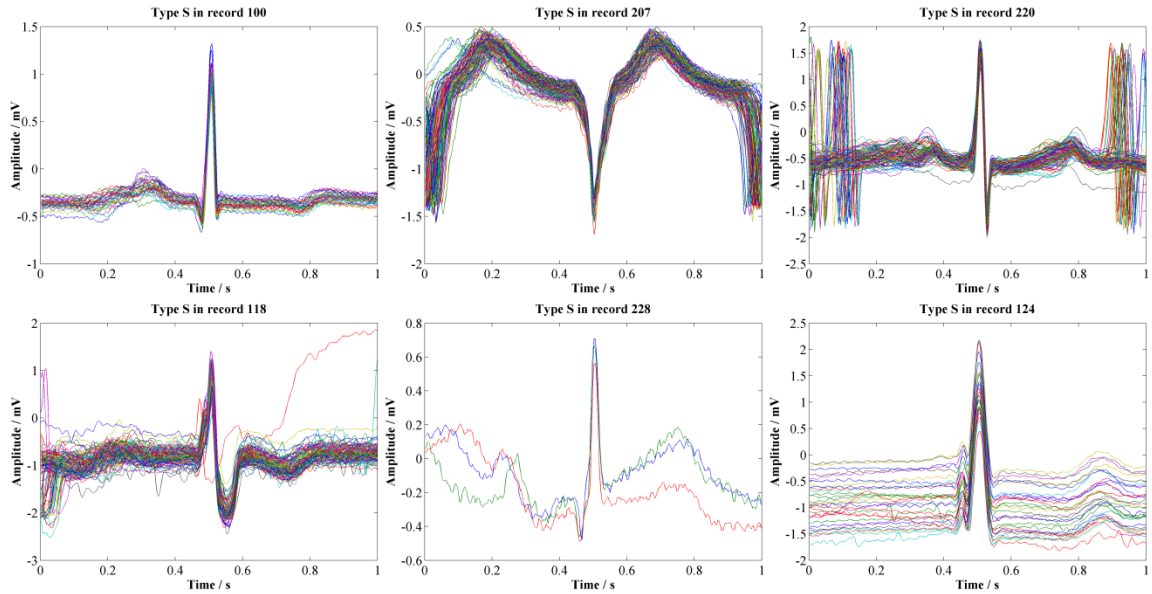 Type S in record 100
1.5
1
0.5
0
-0.5
-1
Amplitude / mV
0 0.2 0.4 0.6 0.8 1
Time / s
Type S in record 207
0.5
0
-0.5
-1
-1.5
-2
Amplitude / mV
0 0.2 0.4 0.6 0.8 1
Time / s
Type S in record 220
2
1.5
1
0.5
0
-0.5
-1
-1.5
-2
-2.5
Amplitude / mV
0 0.2 0.4 0.6 0.8 1
Time / s
Type S in record 118
2
1
0
-1
-2
-3
Amplitude / mV
0 0.2 0.4 0.6 0.8 1
Time / s
Type S in record 228
0.8
0.6
0.4
0.2
0
-0.2
-0.4
-0.6
Amplitude / mV
0 0.2 0.4 0.6 0.8 1
Time / s
Type S in record 124
2.5
2
1.5
1
0.5
0
-0.5
-1
-1.5
-2
Amplitude / mV
0 0.2 0.4 0.6 0.8 1
Time / s